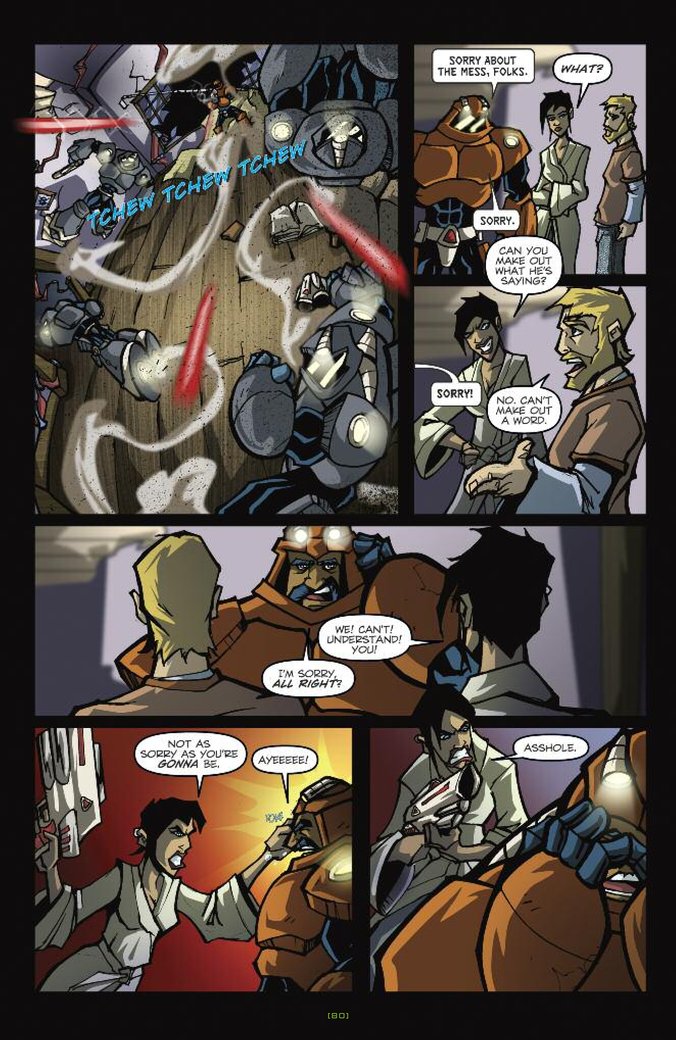 TCHEW TCHEW TCHEW
SORRY ABOUT
THE MESS, FOLKS.
WHAT?
SORRY.
CAN YOU
MAKE OUT
WHAT HE'S
SAYING?
SORRY!
NO. CAN'T
MAKE OUT
A WORD.
WE! CAN'T!
UNDERSTAND!
YOU!
I'M SORRY,
ALL RIGHT?
NOT AS
SORRY AS YOU'RE
GONNA BE.
AYEEEEE!
ASSHOLE.
[80]